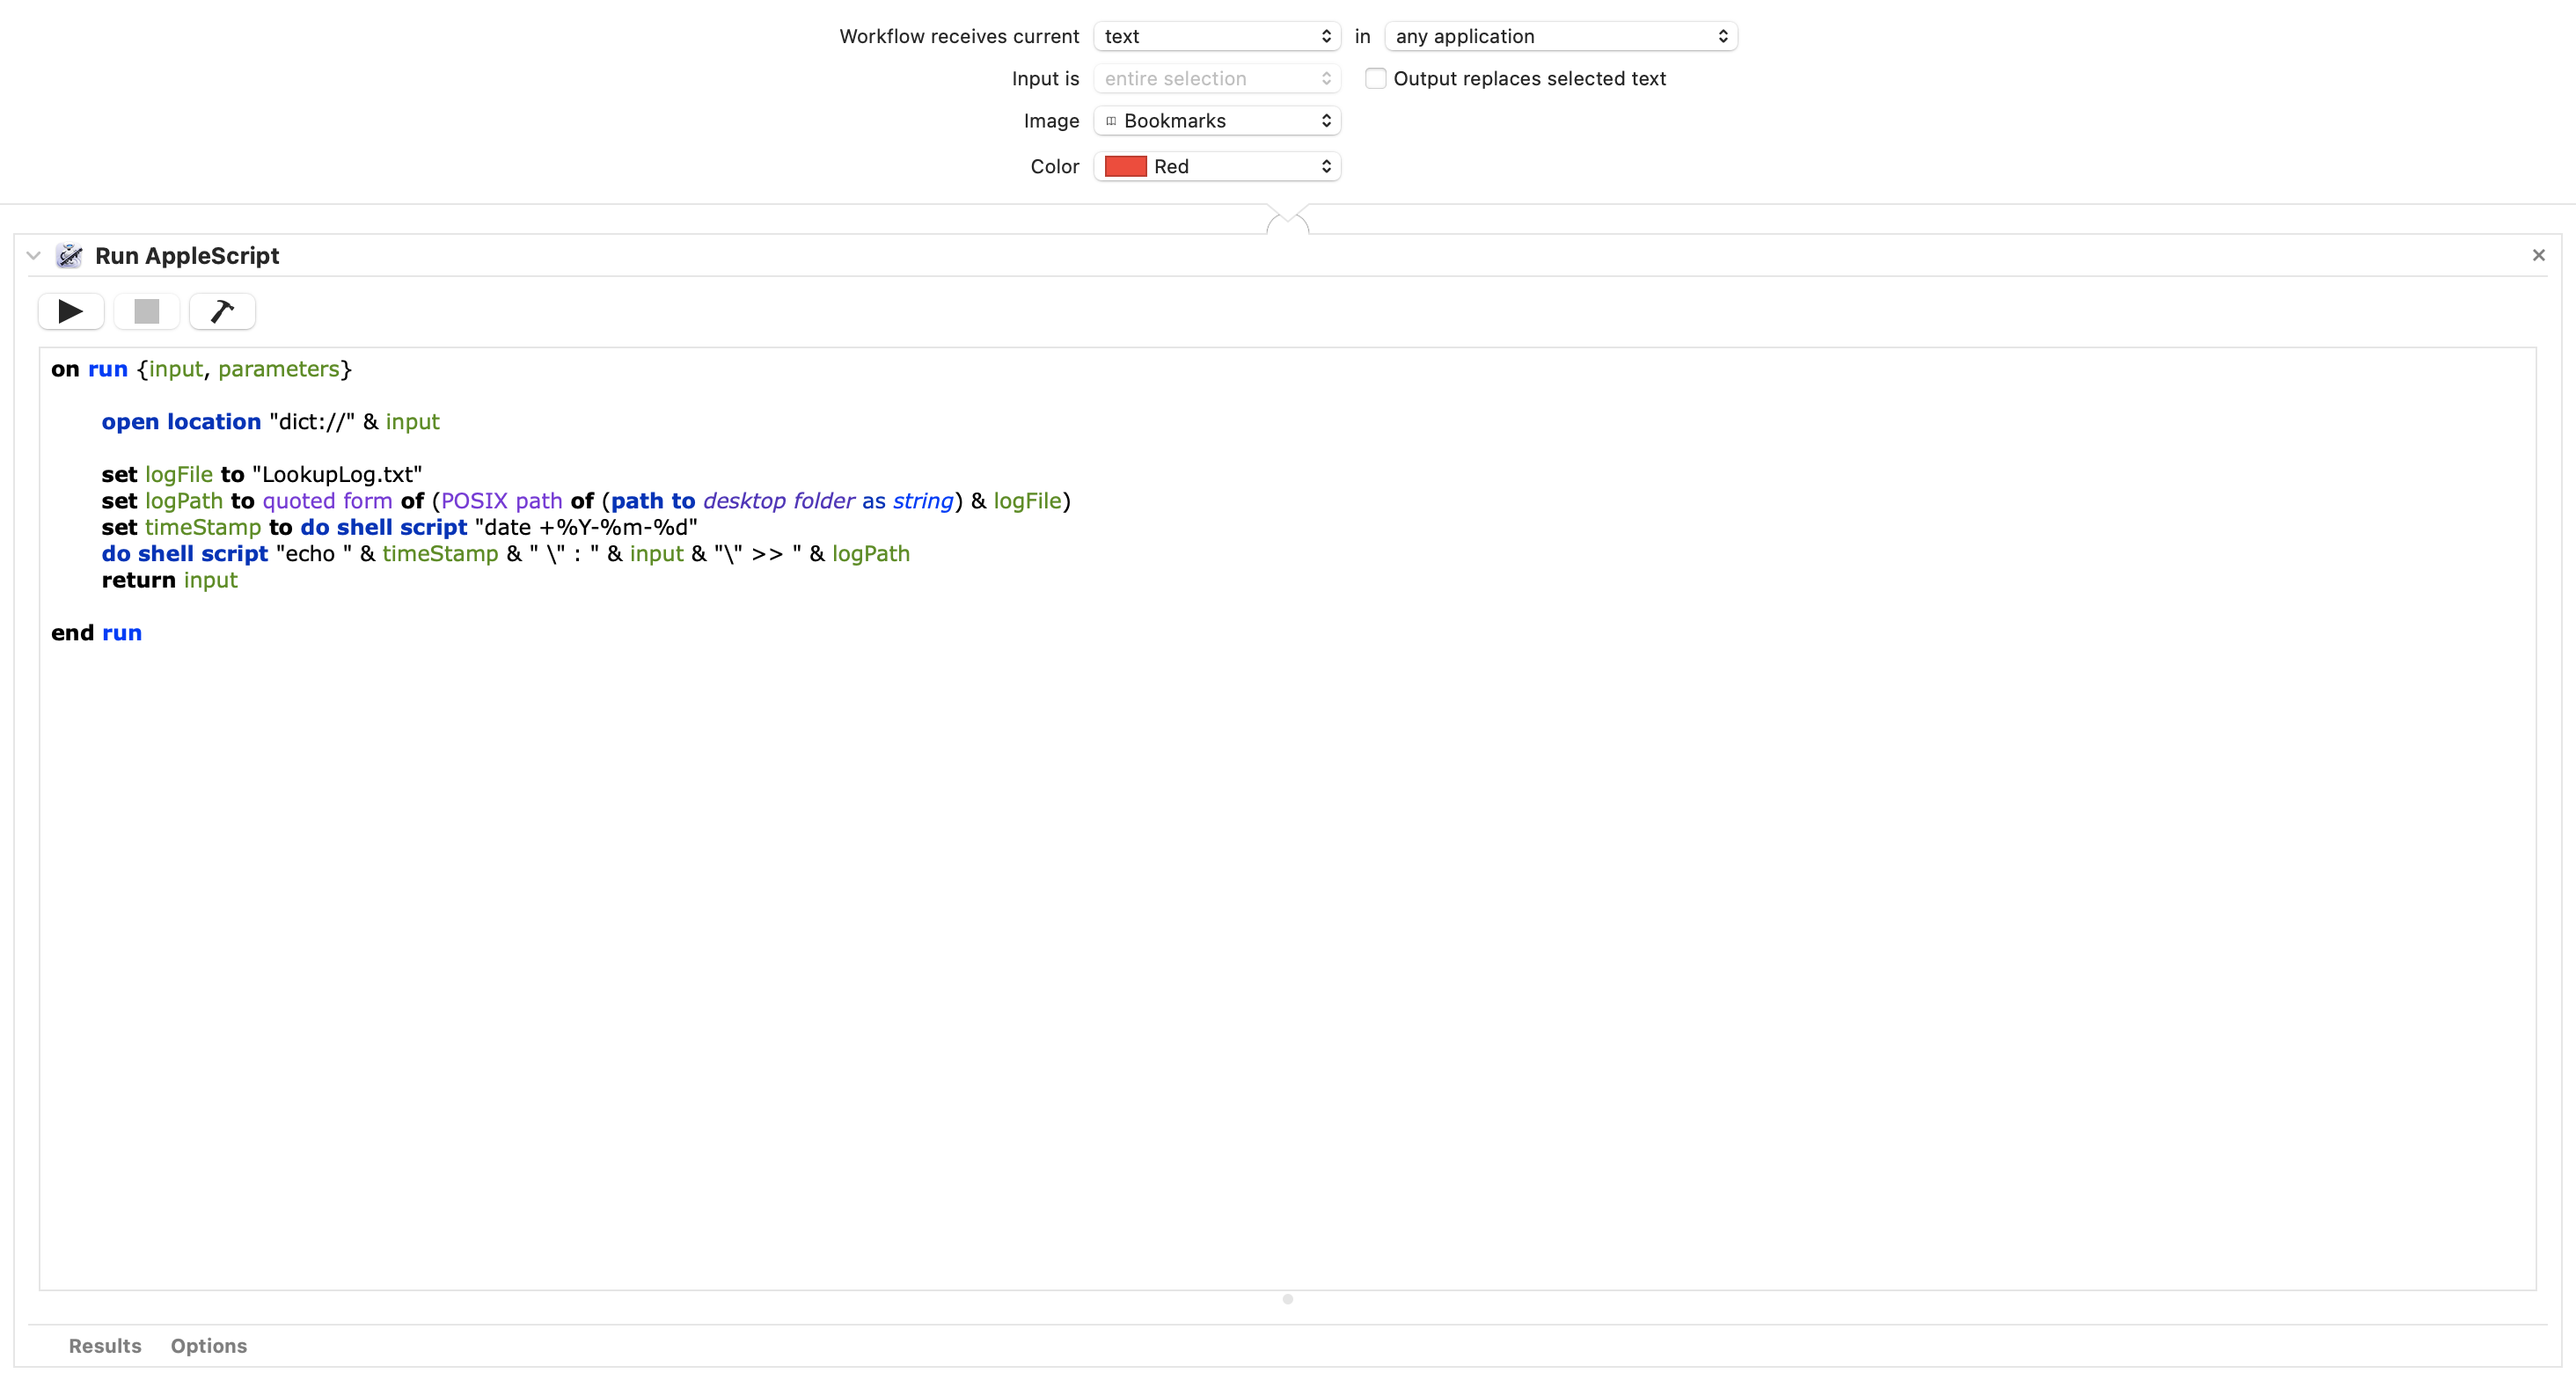 Workflow receives current text in any application
Input is entire selection Output replaces selected text
Image Bookmarks
Color Red
Run AppleScript
on run {input, parameters}
open location "dict://" & input
set logFile to "LookupLog.txt"
set logPath to quoted form of (POSIX path of (path to desktop folder as string) & logFile)
set timeStamp to do shell script "date +%Y-%m-%d"
do shell script "echo " & timeStamp & " \" : " & input & "\" >> " & logPath
return input
end run
Results Options